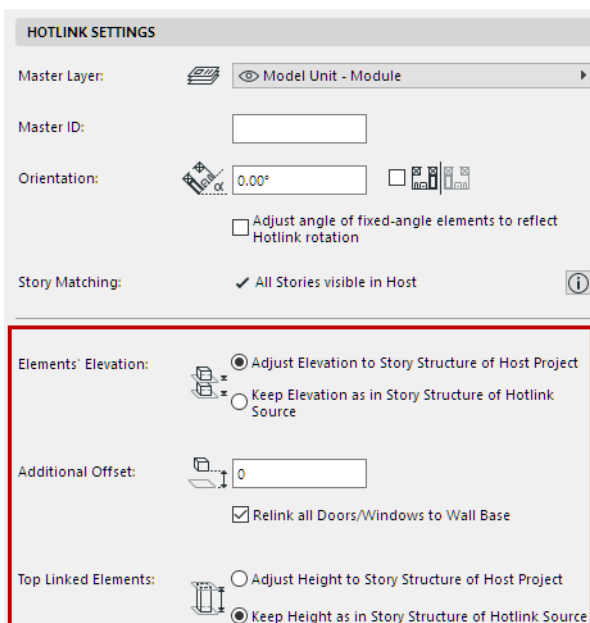 HOTLINK SETTINGS
Master Layer:
Model Unit - Module
Master ID:
Orientation:
α
0.00°
Adjust angle of fixed-angle elements to reflect
Hotlink rotation
Story Matching:
All Stories visible in Host
Elements' Elevation:
Adjust Elevation to Story Structure of Host Project
Keep Elevation as in Story Structure of Hotlink
Source
Additional Offset:
0
Relink all Doors/Windows to Wall Base
Top Linked Elements:
Adjust Height to Story Structure of Host Project
Keep Height as in Story Structure of Hotlink Source